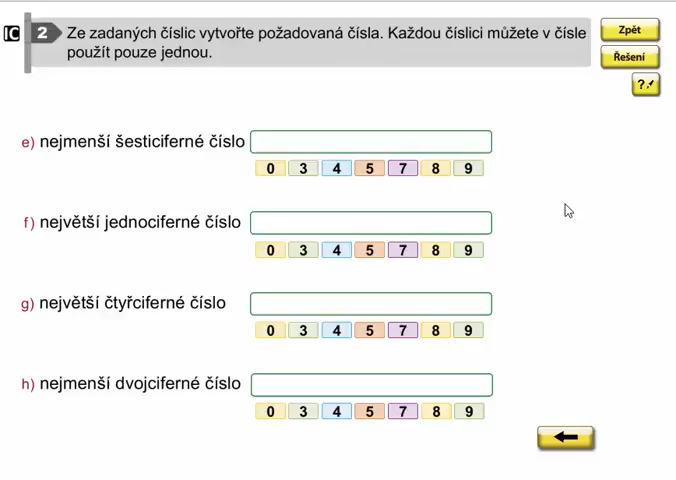 IC 2 Ze zadaných číslic vytvořte požadovaná čísla. Každou číslici můžete v čísle
použít pouze jednou.
Zpět
Řešení
?
e) nejmenší šesticiferné číslo
0 3 4 5 7 8 9
f) největší jednociferné číslo
0 3 4 5 7 8 9
g) největší čtyřciferné číslo
0 3 4 5 7 8 9
h) nejmenší dvojciferné číslo
0 3 4 5 7 8 9